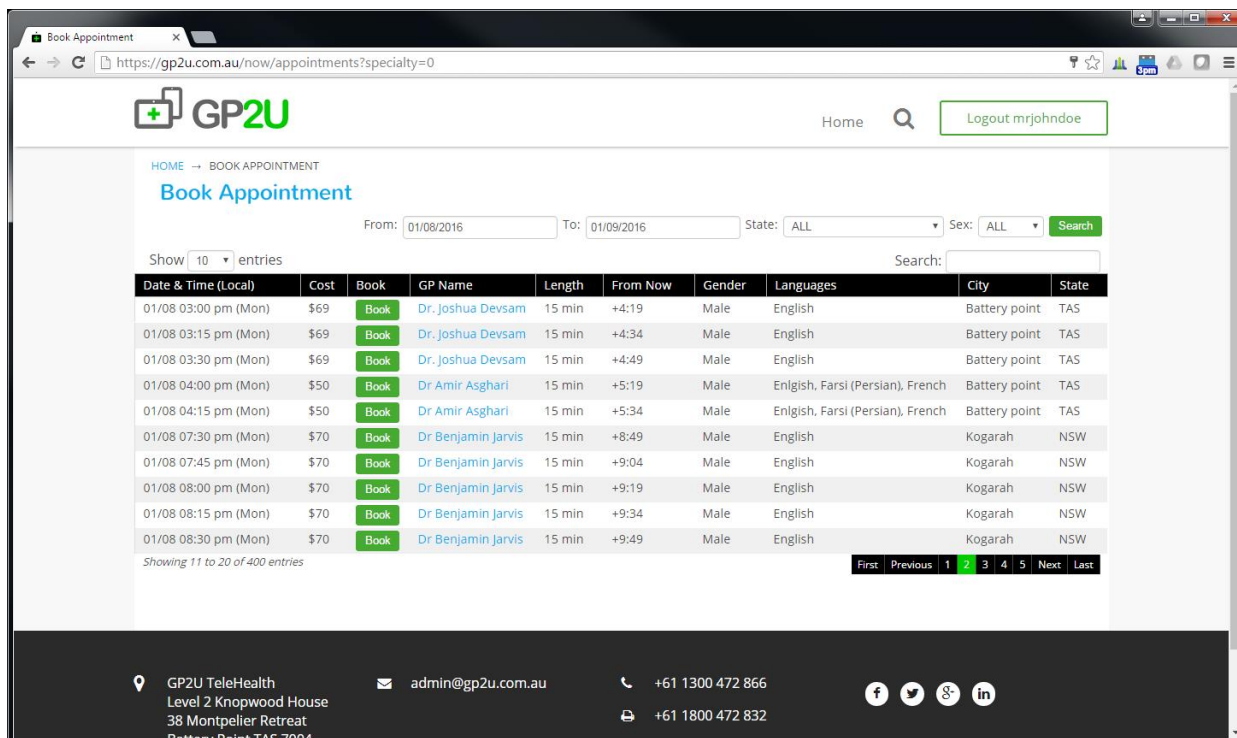 Book Appointment
https://gp2u.com.au/now/appointments?specialty=0
3pm
GP2U
Home
Logout mrjohndoe
HOME → BOOK APPOINTMENT
Book Appointment
From: 01/08/2016 To: 01/09/2016 State: ALL Sex: ALL Search
Show 10 entries Search:
Date & Time (Local) Cost Book GP Name Length From Now Gender Languages City State
01/08 03:00 pm (Mon) $69 Book Dr. Joshua Devsam 15 min +4:19 Male English Battery point TAS
01/08 03:15 pm (Mon) $69 Book Dr. Joshua Devsam 15 min +4:34 Male English Battery point TAS
01/08 03:30 pm (Mon) $69 Book Dr. Joshua Devsam 15 min +4:49 Male English Battery point TAS
01/08 04:00 pm (Mon) $50 Book Dr Amir Asghari 15 min +5:19 Male Enlgish, Farsi (Persian), French Battery point TAS
01/08 04:15 pm (Mon) $50 Book Dr Amir Asghari 15 min +5:34 Male Enlgish, Farsi (Persian), French Battery point TAS
01/08 07:30 pm (Mon) $70 Book Dr Benjamin Jarvis 15 min +8:49 Male English Kogarah NSW
01/08 07:45 pm (Mon) $70 Book Dr Benjamin Jarvis 15 min +9:04 Male English Kogarah NSW
01/08 08:00 pm (Mon) $70 Book Dr Benjamin Jarvis 15 min +9:19 Male English Kogarah NSW
01/08 08:15 pm (Mon) $70 Book Dr Benjamin Jarvis 15 min +9:34 Male English Kogarah NSW
01/08 08:30 pm (Mon) $70 Book Dr Benjamin Jarvis 15 min +9:49 Male English Kogarah NSW
Showing 11 to 20 of 400 entries First Previous 1 2 3 4 5 Next Last
GP2U TeleHealth admin@gp2u.com.au +61 1300 472 866
Level 2 Knopwood House
38 Montpelier Retreat +61 1800 472 832
Battery Point TAS 7004